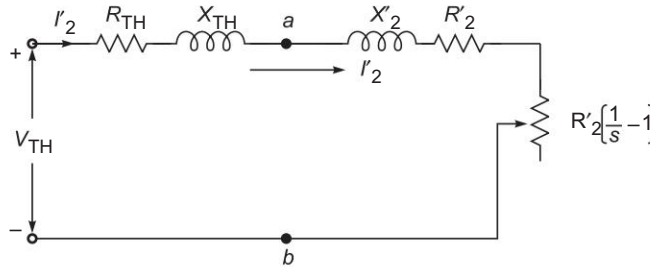 I′2 R_TH X_TH a X′2 R′2
+
I′2
R′2[1/s −1]
V_TH
−
b